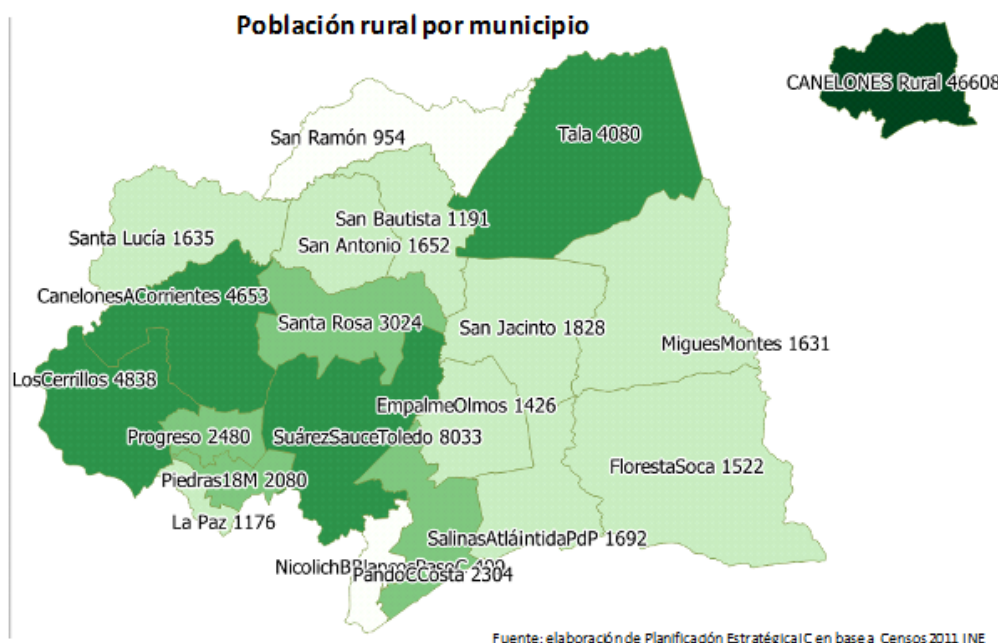 Población rural por municipio
CANELONES Rural 46608
San Ramón 954
Tala 4080
San Bautista 1191
Santa Lucía 1635
San Antonio 1652
CanelonesACorrientes 4653
Santa Rosa 3024
San Jacinto 1828
MiguesMontes 1631
LosCerrillos 4838
EmpalmeOlmos 1426
Progreso 2480
SuárezSauceToledo 8033
FlorestaSoca 1522
Piedras18M 2080
La Paz 1176
SalinasAtláintidaPdP 1692
PandoCCosta 2304
Fuente: elaboración de Planificación EstratégicaIC en base a Censos 2011 INE